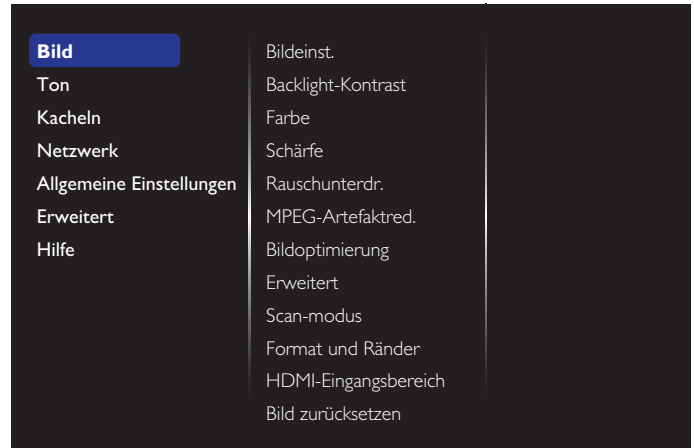 Bild
Ton
Kacheln
Netzwerk
Allgemeine Einstellungen
Erweitert
Hilfe
Bildeinst.
Backlight-Kontrast
Farbe
Schärfe
Rauschunterdr.
MPEG-Artefaktred.
Bildoptimierung
Erweitert
Scan-modus
Format und Ränder
HDMI-Eingangsbereich
Bild zurücksetzen